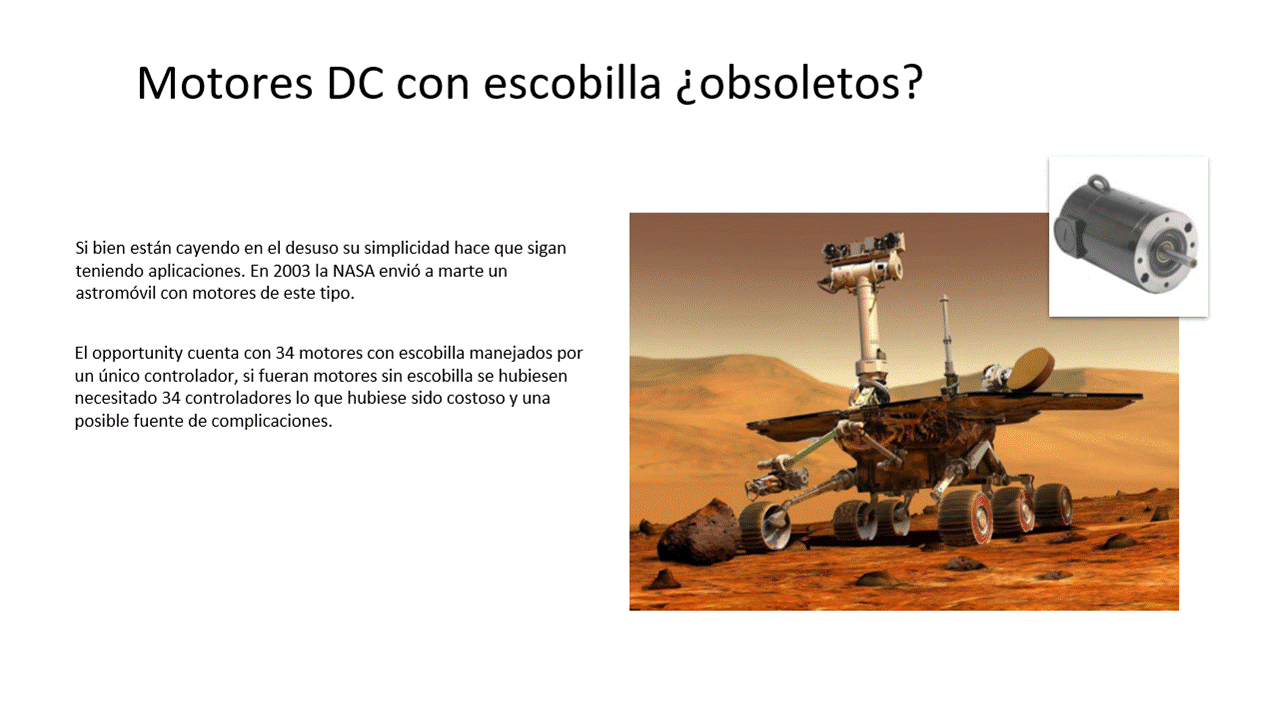 Motores DC con escobilla ¿obsoletos?
Si bien están cayendo en el desuso su simplicidad hace que sigan
teniendo aplicaciones. En 2003 la NASA envió a marte un
astromóvil con motores de este tipo.
El opportunity cuenta con 34 motores con escobilla manejados por
un único controlador, si fueran motores sin escobilla se hubiesen
necesitado 34 controladores lo que hubiese sido costoso y una
posible fuente de complicaciones.